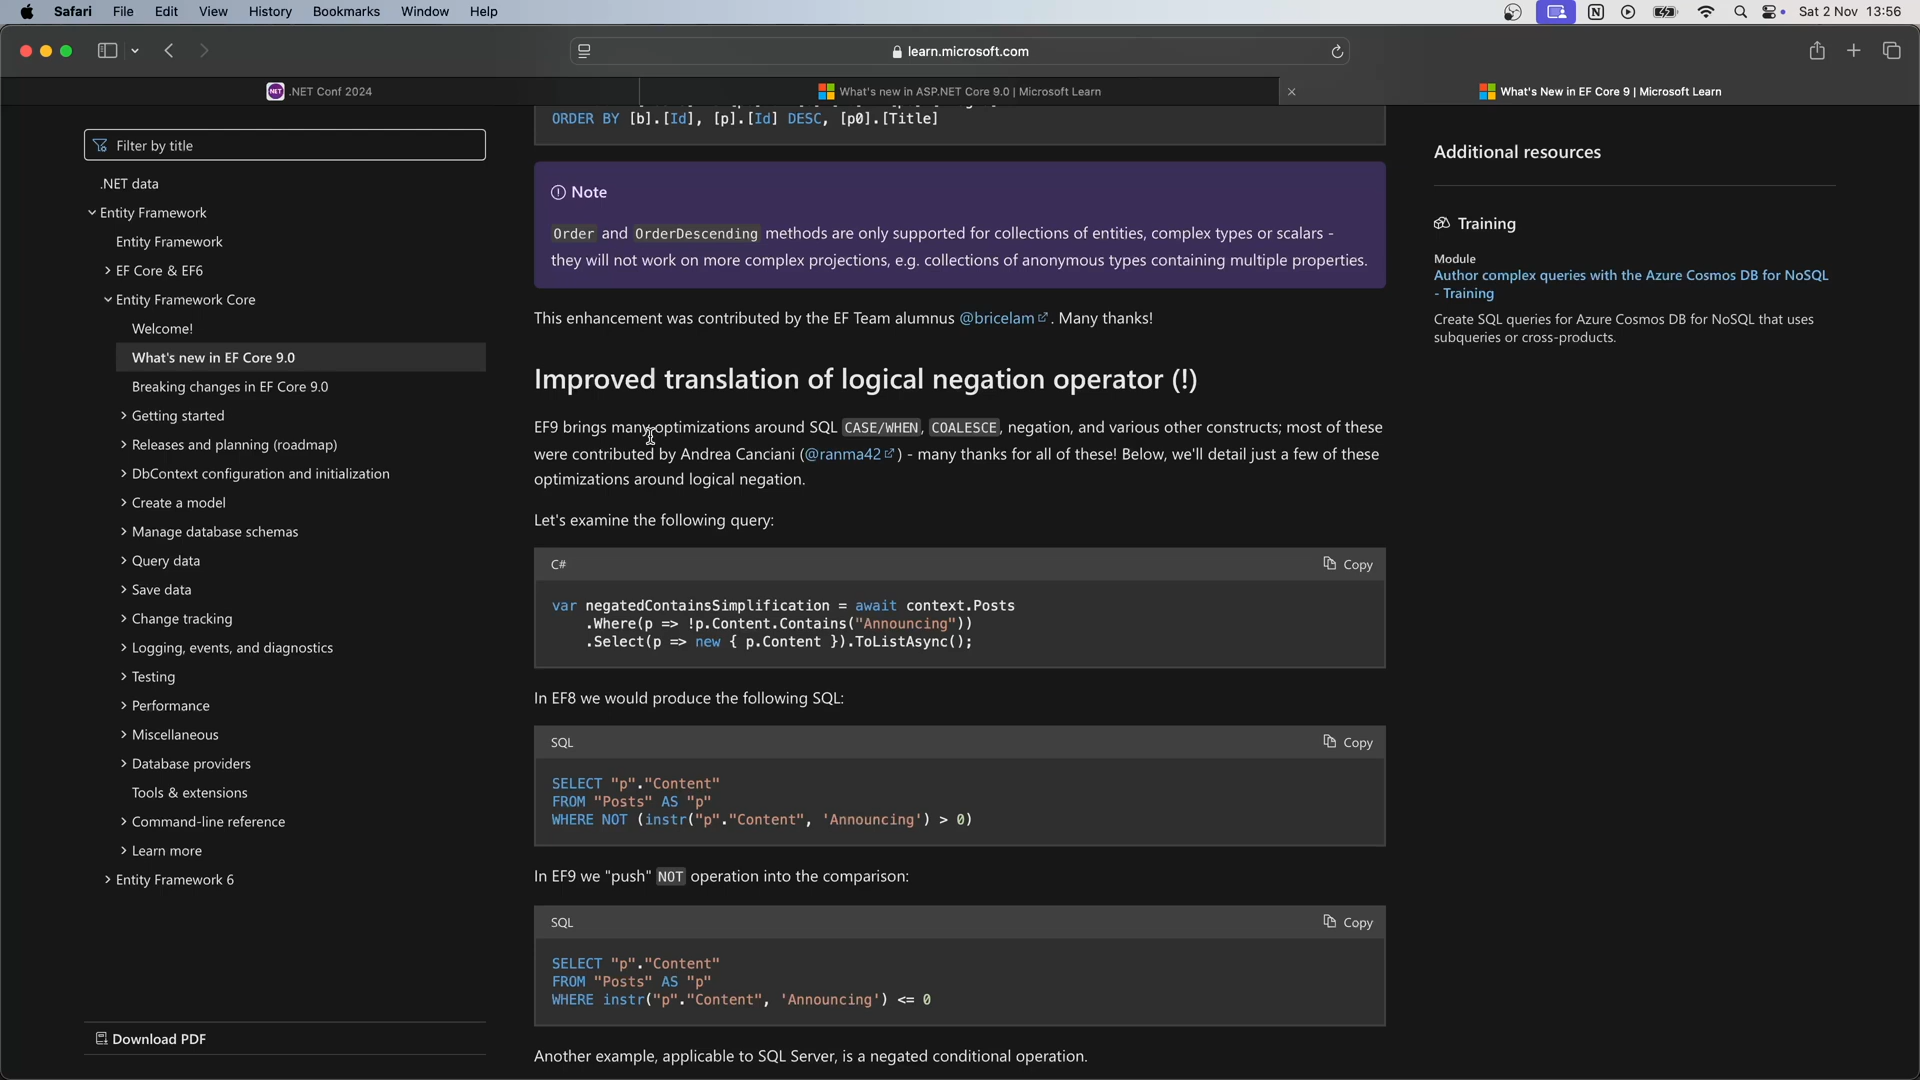 Safari File Edit View History Bookmarks Window Help
Sat 2 Nov 13:56
learn.microsoft.com
NET .NET Conf 2024
What's new in ASP.NET Core 9.0 | Microsoft Learn
What's New in EF Core 9 | Microsoft Learn
Filter by title
.NET data
Entity Framework
Entity Framework
EF Core & EF6
Entity Framework Core
Welcome!
What's new in EF Core 9.0
Breaking changes in EF Core 9.0
Getting started
Releases and planning (roadmap)
DbContext configuration and initialization
Create a model
Manage database schemas
Query data
Save data
Change tracking
Logging, events, and diagnostics
Testing
Performance
Miscellaneous
Database providers
Tools & extensions
Command-line reference
Learn more
Entity Framework 6
Download PDF
ORDER BY [b].[Id], [p].[Id] DESC, [p0].[Title]
Note
Order and OrderDescending methods are only supported for collections of entities, complex types or scalars -
they will not work on more complex projections, e.g. collections of anonymous types containing multiple properties.
This enhancement was contributed by the EF Team alumnus @bricelam. Many thanks!
Improved translation of logical negation operator (!)
EF9 brings many optimizations around SQL CASE/WHEN, COALESCE, negation, and various other constructs; most of these
were contributed by Andrea Canciani (@ranma42) - many thanks for all of these! Below, we'll detail just a few of these
optimizations around logical negation.
Let's examine the following query:
C#
Copy
var negatedContainsSimplification = await context.Posts
.Where(p => !p.Content.Contains("Announcing"))
.Select(p => new { p.Content }).ToListAsync();
In EF8 we would produce the following SQL:
SQL
Copy
SELECT "p"."Content"
FROM "Posts" AS "p"
WHERE NOT (instr("p"."Content", 'Announcing') > 0)
In EF9 we "push" NOT operation into the comparison:
SQL
Copy
SELECT "p"."Content"
FROM "Posts" AS "p"
WHERE instr("p"."Content", 'Announcing') <= 0
Another example, applicable to SQL Server, is a negated conditional operation.
Additional resources
Training
Module
Author complex queries with the Azure Cosmos DB for NoSQL
- Training
Create SQL queries for Azure Cosmos DB for NoSQL that uses
subqueries or cross-products.